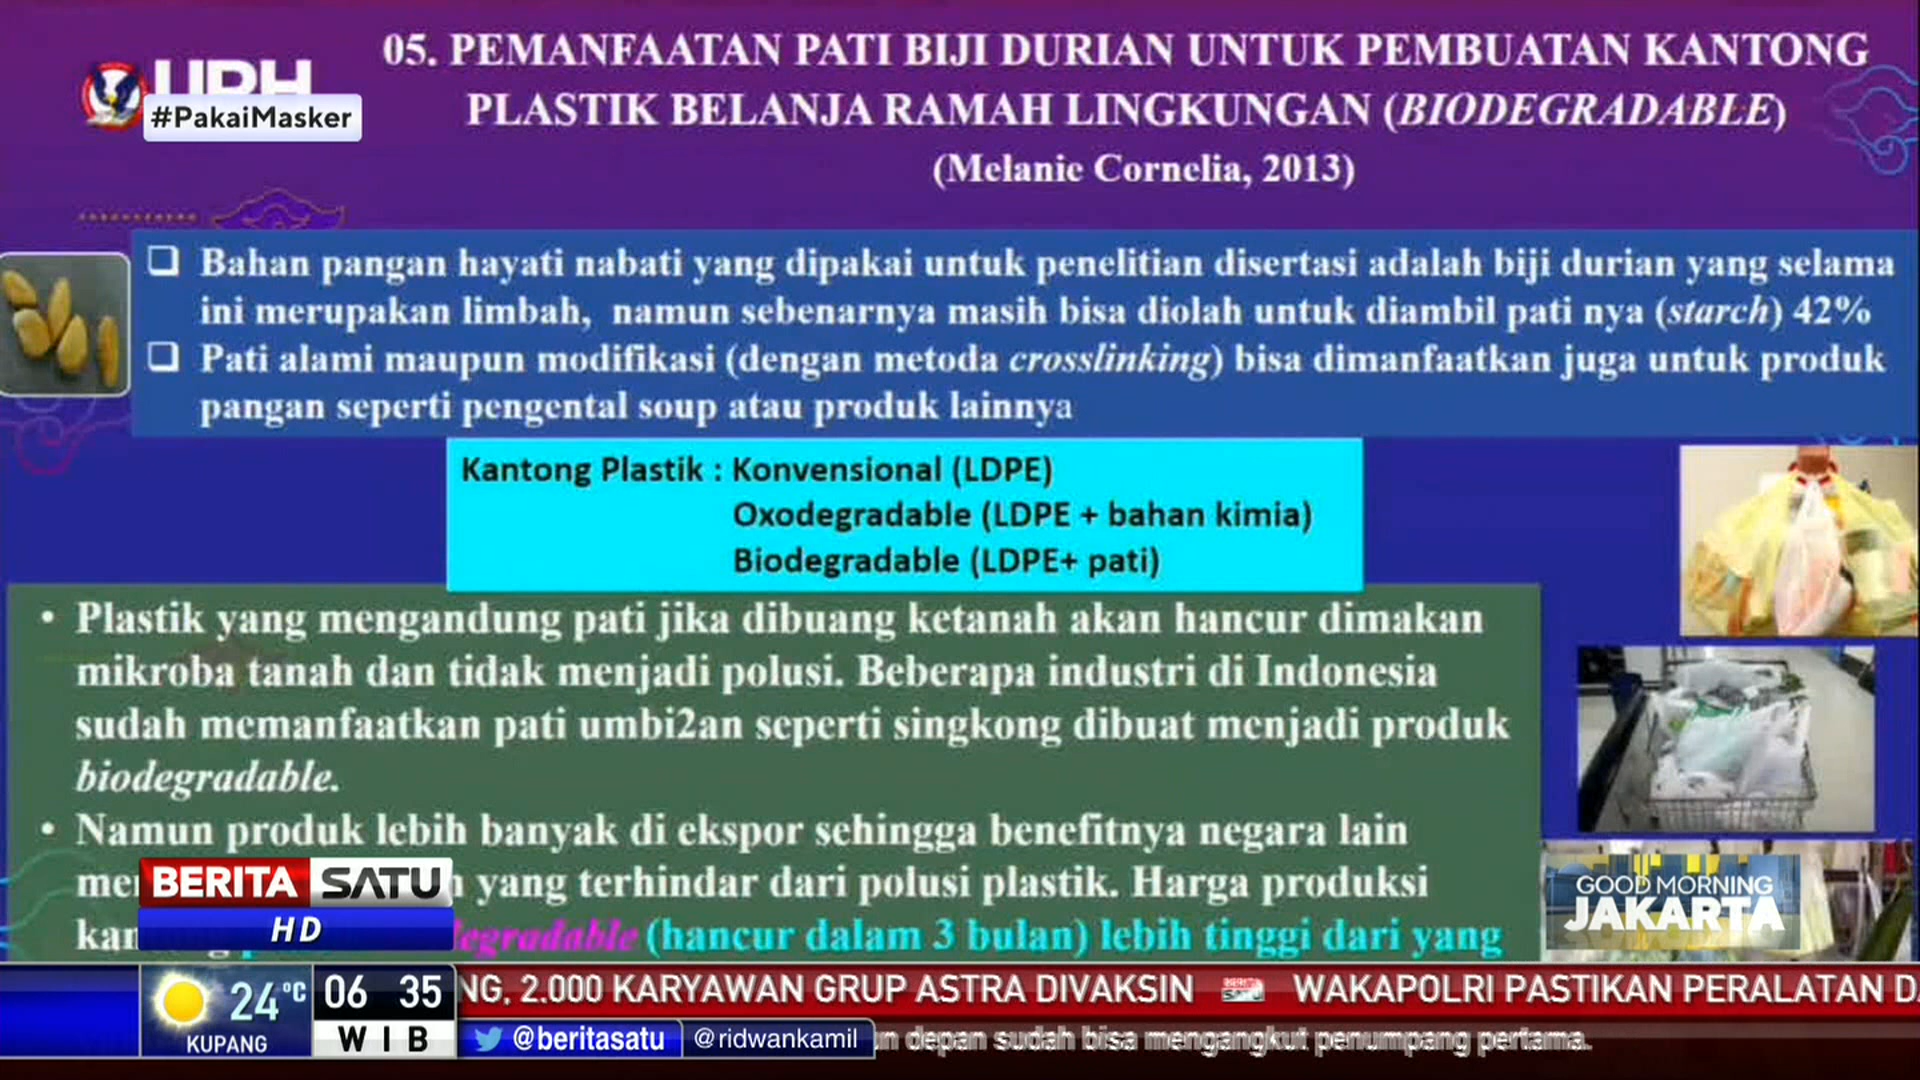 05. PEMANFAATAN PATI BIJI DURIAN UNTUK PEMBUATAN KANTONG
PLASTIK BELANJA RAMAH LINGKUNGAN (BIODEGRADABLE)
(Melanie Cornelia, 2013)
UPH
#PakaiMasker
❑ Bahan pangan hayati nabati yang dipakai untuk penelitian disertasi adalah biji durian yang selama
ini merupakan limbah, namun sebenarnya masih bisa diolah untuk diambil pati nya (starch) 42%
❑ Pati alami maupun modifikasi (dengan metoda crosslinking) bisa dimanfaatkan juga untuk produk
pangan seperti pengental soup atau produk lainnya
Kantong Plastik : Konvensional (LDPE)
Oxodegradable (LDPE + bahan kimia)
Biodegradable (LDPE+ pati)
• Plastik yang mengandung pati jika dibuang ketanah akan hancur dimakan
mikroba tanah dan tidak menjadi polusi. Beberapa industri di Indonesia
sudah memanfaatkan pati umbi2an seperti singkong dibuat menjadi produk
biodegradable.
• Namun produk lebih banyak di ekspor sehingga benefitnya negara lain
yang terhindar dari polusi plastik. Harga produksi
(hancur dalam 3 bulan) lebih tinggi dari yang
BERITA SATU
HD
GOOD MORNING
JAKARTA
24°C
KUPANG
06 35
WIB
NG, 2.000 KARYAWAN GRUP ASTRA DIVAKSIN BERITA SATU WAKAPOLRI PASTIKAN PERALATAN DA
@beritasatu @ridwankamil
un depan sudah bisa mengangkut penumpang pertama.